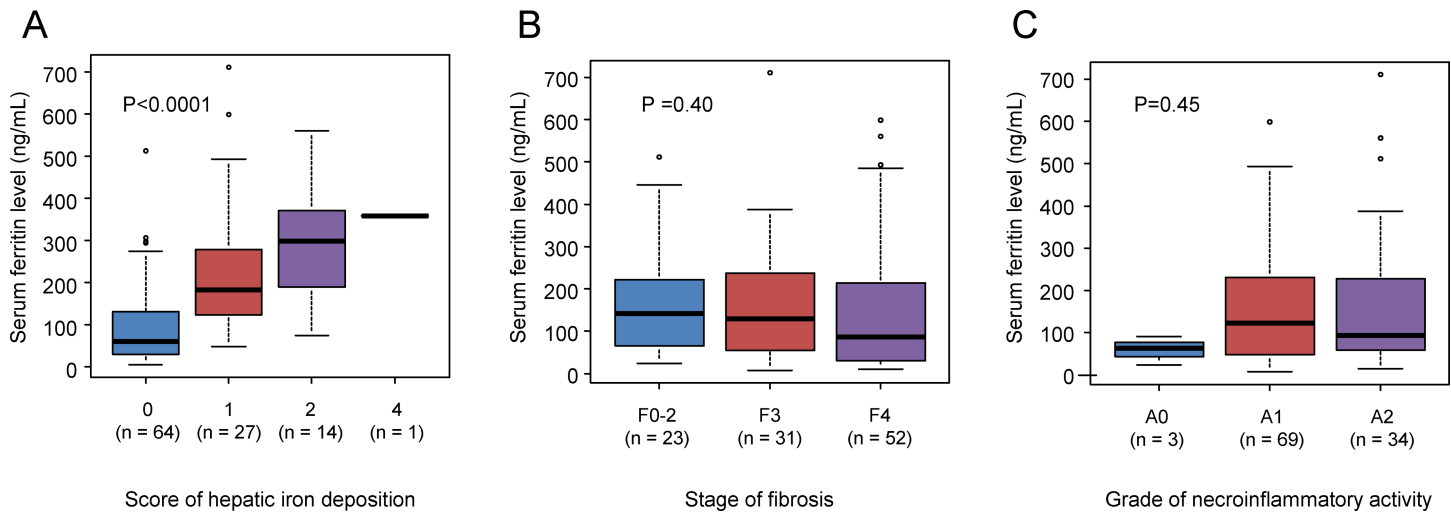 A
Serum ferritin level (ng/mL)
700
600
500
400
300
200
100
0
P<0.0001
0
1
2
4
(n = 64)
(n = 27)
(n = 14)
(n = 1)
Score of hepatic iron deposition
B
Serum ferritin level (ng/mL)
700
600
500
400
300
200
100
0
P =0.40
F0-2
F3
F4
(n = 23)
(n = 31)
(n = 52)
Stage of fibrosis
C
Serum ferritin level (ng/mL)
700
600
500
400
300
200
100
0
P=0.45
A0
A1
A2
(n = 3)
(n = 69)
(n = 34)
Grade of necroinflammatory activity